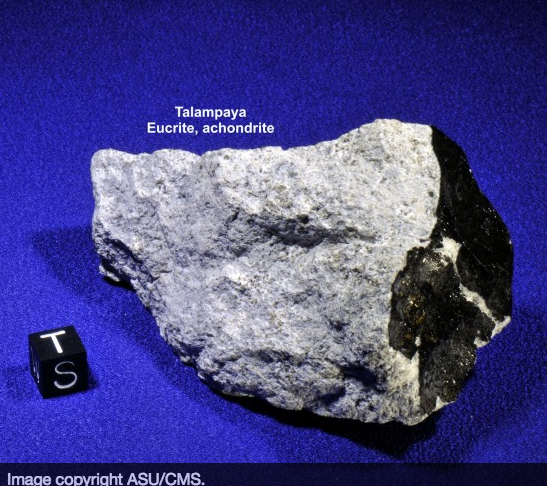 Talampaya
Eucrite, achondrite
T
S
Image copyright ASU/CMS.